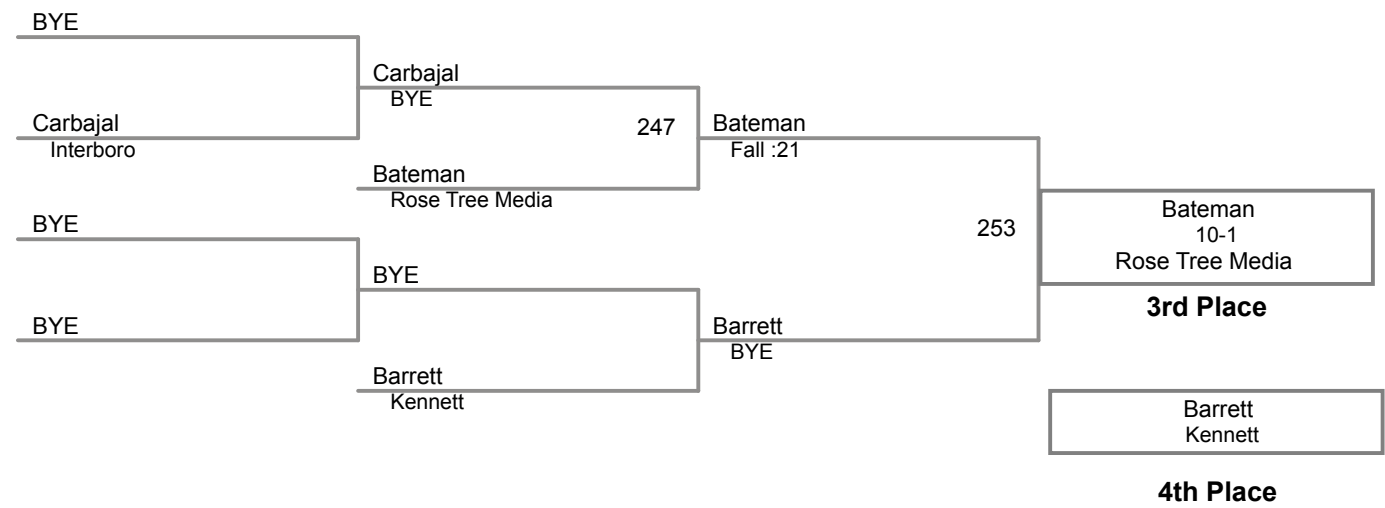 BYE
Carbajal
BYE
Carbajal
Interboro
247
Bateman
Fall :21
Bateman
Rose Tree Media
BYE
253
Bateman
10-1
Rose Tree Media
BYE
3rd Place
BYE
Barrett
BYE
Barrett
Kennett
Barrett
Kennett
4th Place